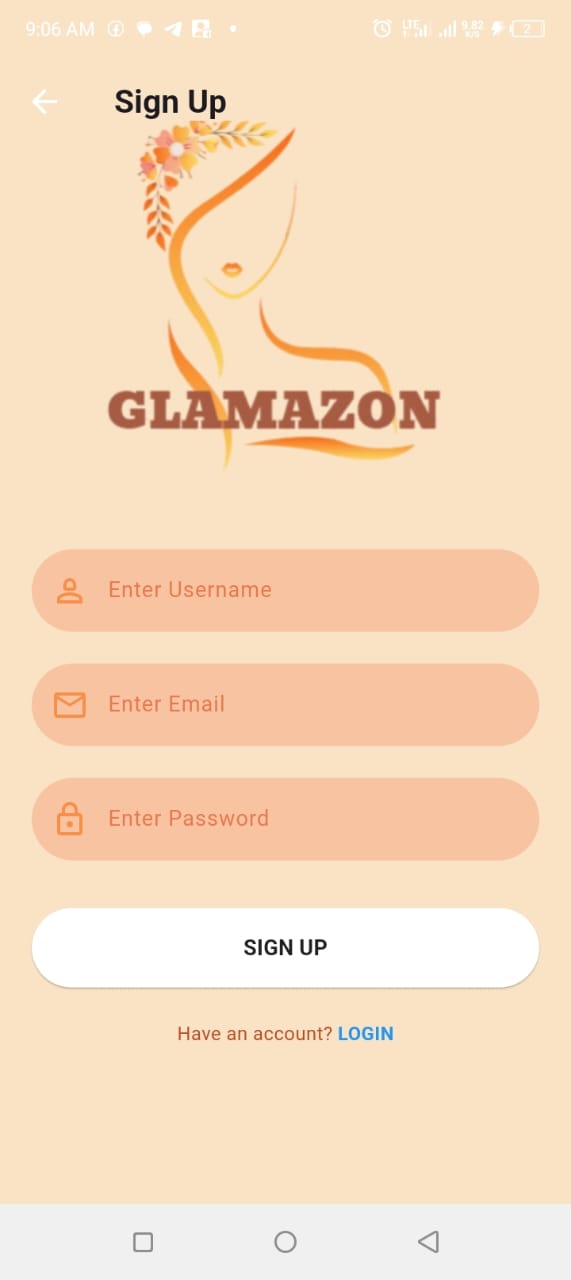 9:06 AM LTE 9.82 K/S 2
Sign Up
GLAMAZON
Enter Username
Enter Email
Enter Password
SIGN UP
Have an account? LOGIN